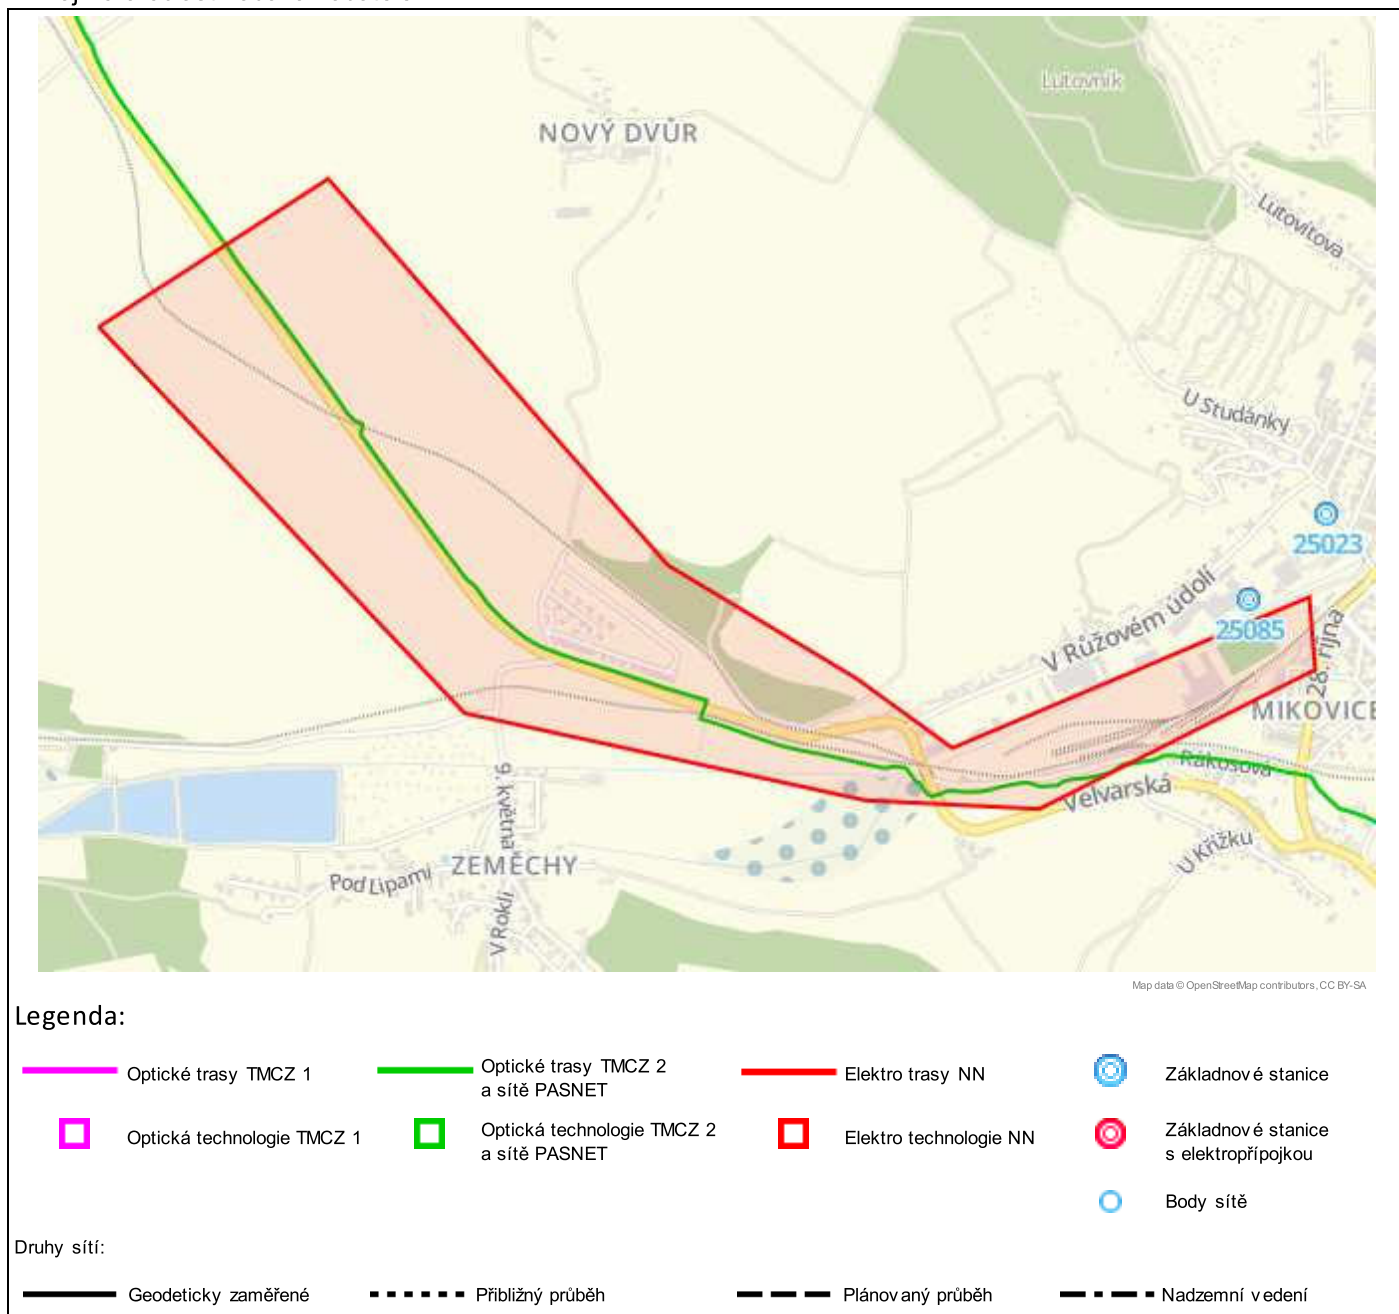 Lutovník
NOVÝ DVŮR
Lutovítova
U Studánky
25023
V Růžovém údolí
25085
28. října
MIKOVICE
Rákosová
Velvarská
U Křížku
9. května
ZEMĚCHY
Pod Lipami
V Rokli
Map data © OpenStreetMap contributors, CC BY-SA
Legenda:
Optické trasy TMCZ 1
Optické trasy TMCZ 2
a sítě PASNET
Elektro trasy NN
Základnové stanice
Optická technologie TMCZ 1
Optická technologie TMCZ 2
a sítě PASNET
Elektro technologie NN
Základnové stanice
s elektropřípojkou
Body sítě
Druhy sítí:
Geodeticky zaměřené
Přibližný průběh
Plánovaný průběh
Nadzemní vedení